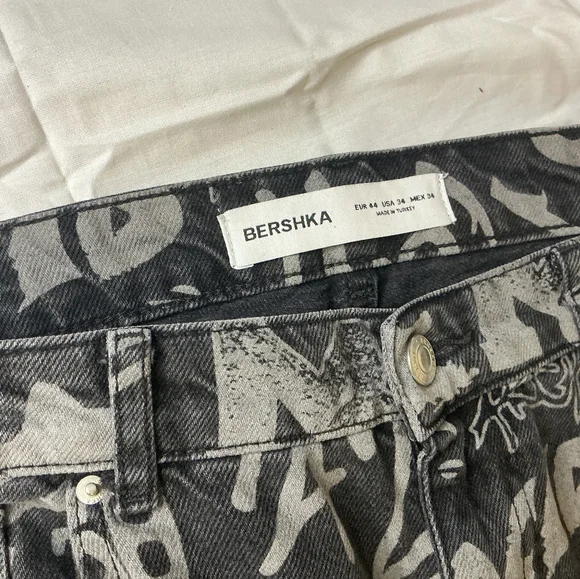 BERSHKA
EUR 44 USA 34 MEX 34
MADE IN TURKEY